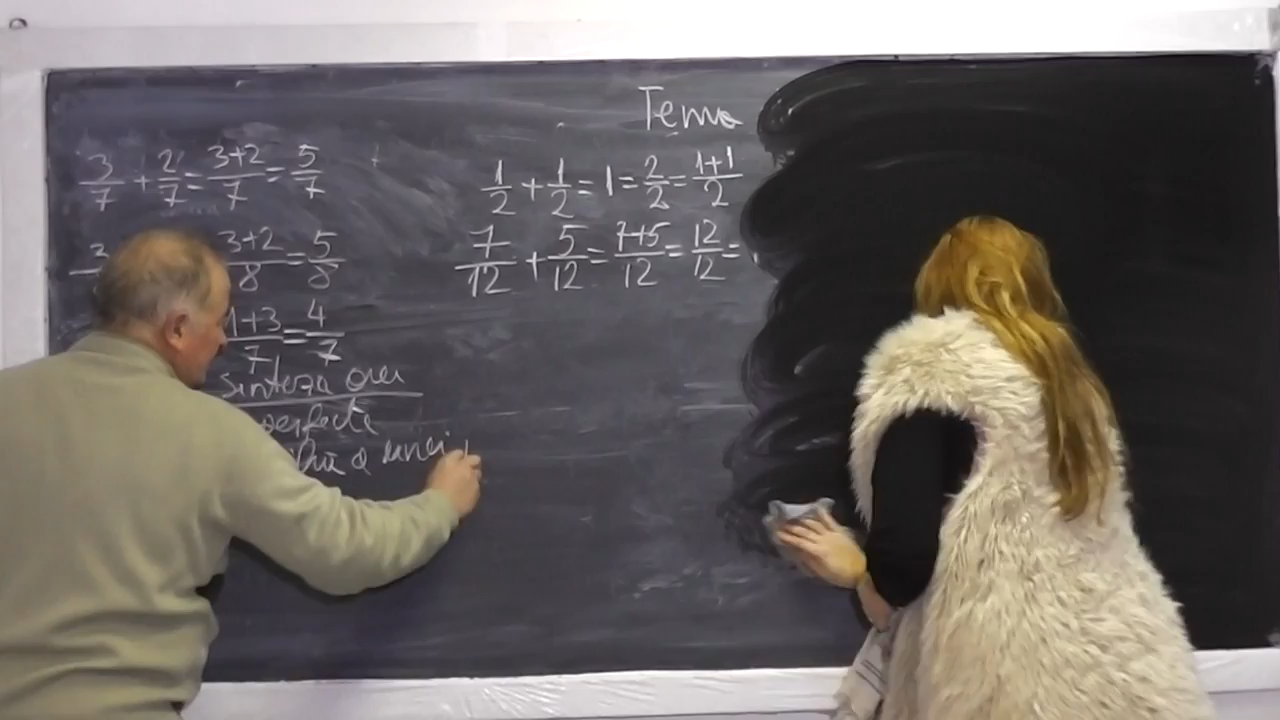 Tema
3/7 + 2/7 = 3+2/7 = 5/7
1/2 + 1/2 = 1 = 2/2 = 1+1/2
3 3+2/8 = 5/8
7/12 + 5/12 = 7+5/12 = 12/12 =
1+3/7 = 4/7
Sinteza orei
perfecte
a unei